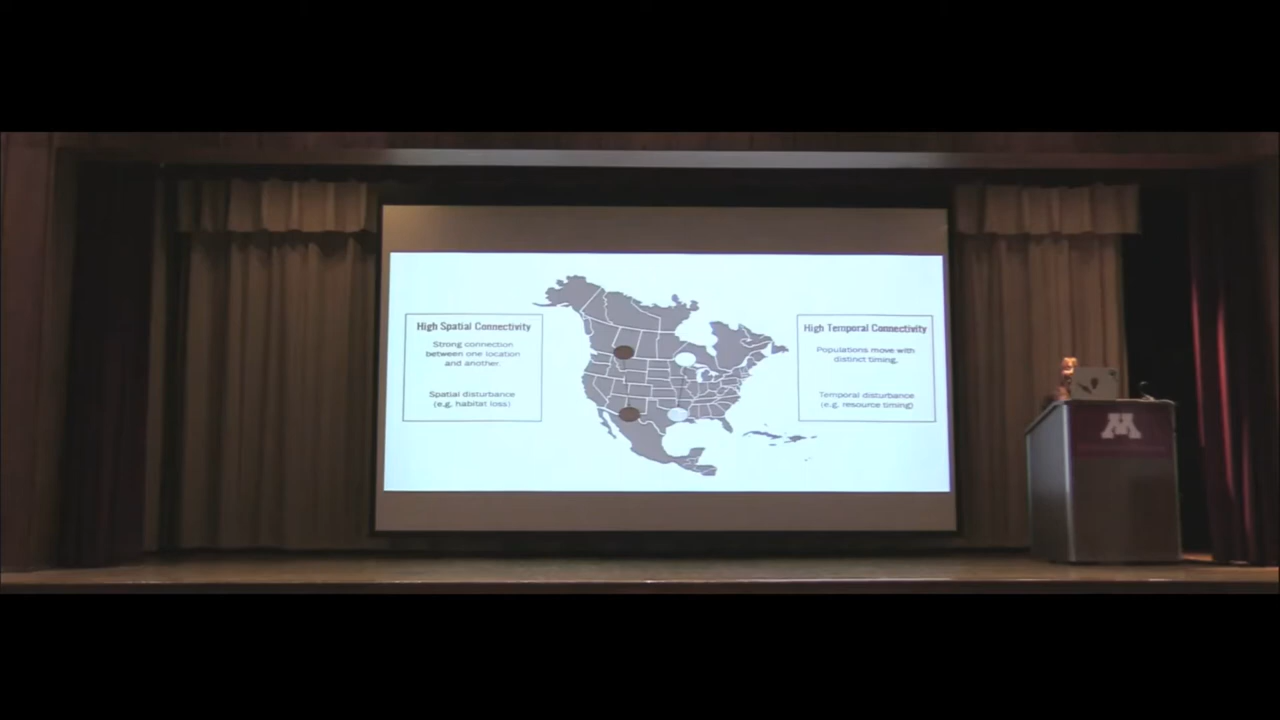 High Spatial Connectivity
Strong connection
between one location
and another.
Spatial disturbance
(e.g. habitat loss)
High Temporal Connectivity
Populations move with
distinct timing.
Temporal disturbance
(e.g. resource timing)
M